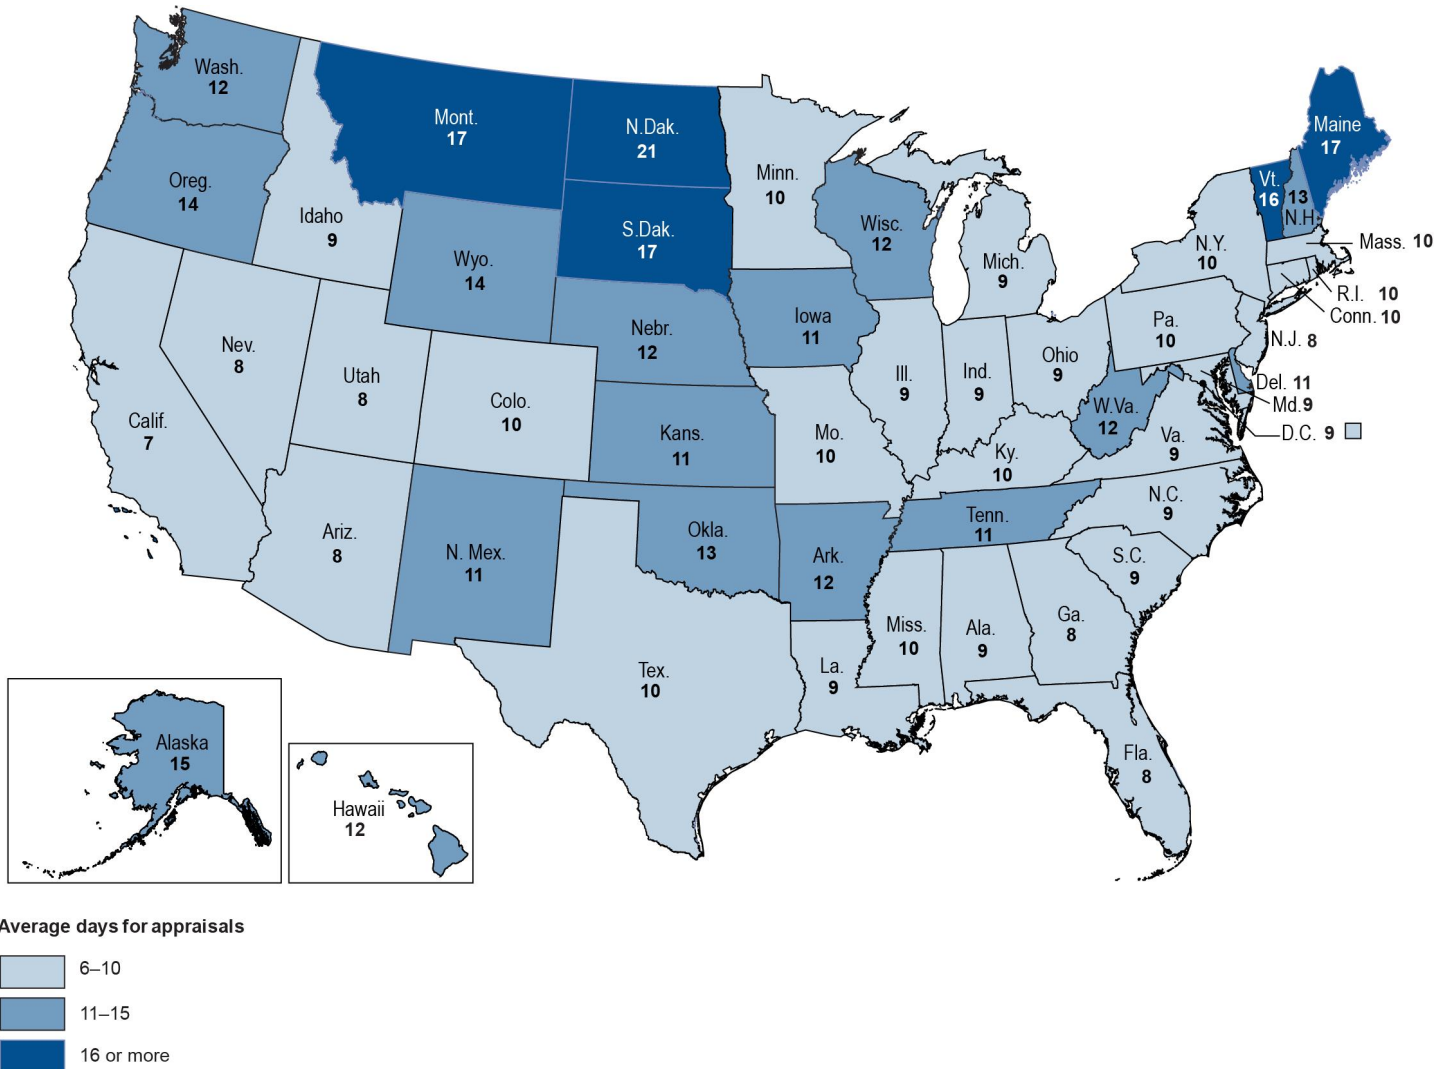 Wash.
12
Mont.
17
N.Dak.
21
Minn.
10
Maine
17
Vt.
16
13
N.H.
Oreg.
14
Idaho
9
S.Dak.
17
Wisc.
12
Mich.
9
N.Y.
10
Mass. 10
R.I. 10
Conn. 10
Wyo.
14
Nebr.
12
Iowa
11
Pa.
10
N.J. 8
Nev.
8
Utah
8
Colo.
10
Ill.
9
Ind.
9
Ohio
9
Del. 11
Md. 9
D.C. 9
W.Va.
12
Va.
9
Calif.
7
Kans.
11
Mo.
10
Ky.
10
N.C.
9
Ariz.
8
N. Mex.
11
Okla.
13
Ark.
12
Tenn.
11
S.C.
9
Miss.
10
Ala.
9
Ga.
8
Tex.
10
La.
9
Fla.
8
Alaska
15
Hawaii
12
Average days for appraisals
6–10
11–15
16 or more